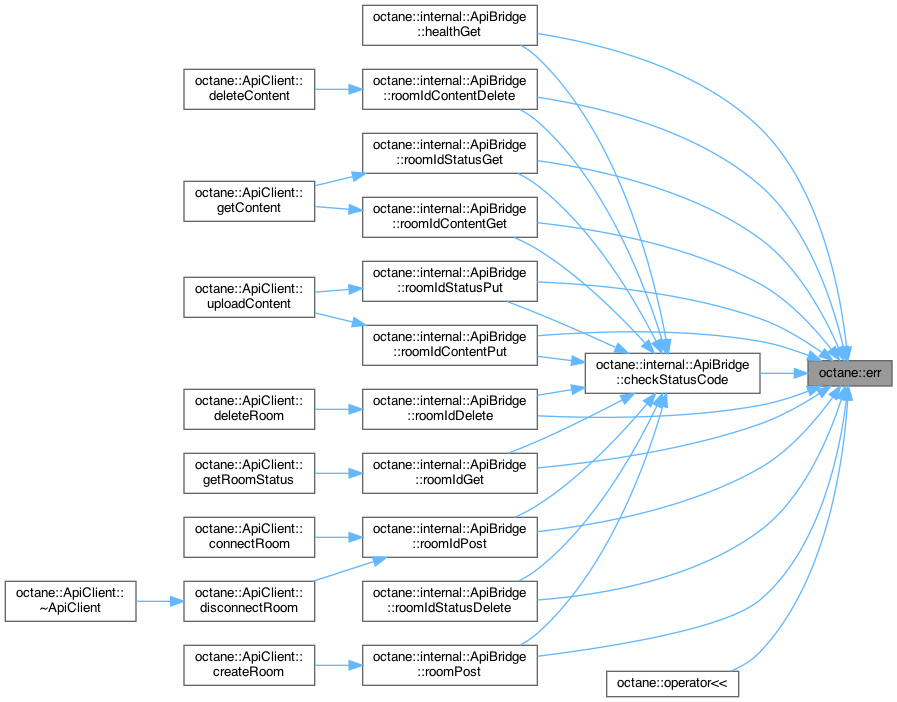 octane::internal::ApiBridge
::healthGet
octane::ApiClient::
deleteContent
octane::internal::ApiBridge
::roomIdContentDelete
octane::internal::ApiBridge
::roomIdStatusGet
octane::ApiClient::
getContent
octane::internal::ApiBridge
::roomIdContentGet
octane::internal::ApiBridge
::roomIdStatusPut
octane::ApiClient::
uploadContent
octane::internal::ApiBridge
::roomIdContentPut
octane::internal::ApiBridge
::checkStatusCode
octane::err
octane::ApiClient::
deleteRoom
octane::internal::ApiBridge
::roomIdDelete
octane::ApiClient::
getRoomStatus
octane::internal::ApiBridge
::roomIdGet
octane::ApiClient::
connectRoom
octane::internal::ApiBridge
::roomIdPost
octane::ApiClient::
~ApiClient
octane::ApiClient::
disconnectRoom
octane::internal::ApiBridge
::roomIdStatusDelete
octane::ApiClient::
createRoom
octane::internal::ApiBridge
::roomPost
octane::operator<<